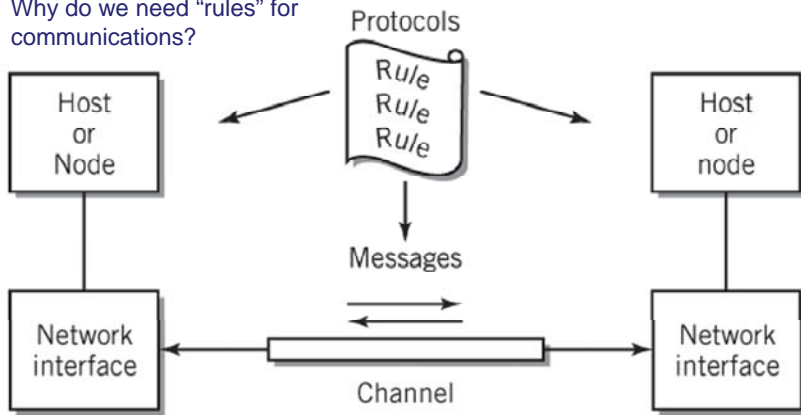 Why do we need “rules” for
communications?
Protocols
Rule
Rule
Rule
Host
or
Node
Host
or
node
Messages
Network
interface
Network
interface
Channel